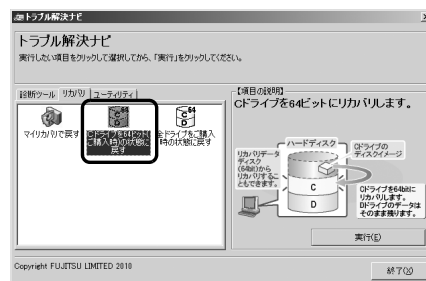 トラブル解決ナビ
トラブル解決ナビ
実行したい項目をクリックして選択してから、「実行」をクリックしてください。
診断ツール
リカバリ
ユーティリティ
マイリカバリで戻す
Cドライブを64ビット(ご購入時)の状態に戻す
全ドライブをご購入時の状態に戻す
【項目の説明】
Cドライブを64ビットにリカバリします。
ハードディスク
リカバリデータ
ディスク
(64bit)から
リカバリするこ
ともできます。
Cドライブの
ディスクイメージ
C
D
Cドライブを64bitに
リカバリします。
Dドライブのデータは
そのまま残ります。
実行(E)
Copyright FUJITSU LIMITED 2010
終了(X)